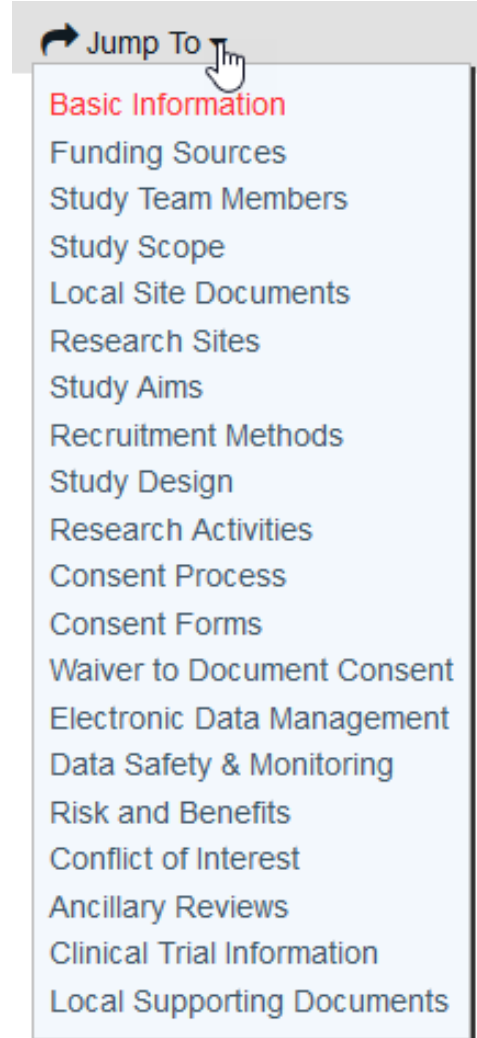 Jump To
Basic Information
Funding Sources
Study Team Members
Study Scope
Local Site Documents
Research Sites
Study Aims
Recruitment Methods
Study Design
Research Activities
Consent Process
Consent Forms
Waiver to Document Consent
Electronic Data Management
Data Safety & Monitoring
Risk and Benefits
Conflict of Interest
Ancillary Reviews
Clinical Trial Information
Local Supporting Documents